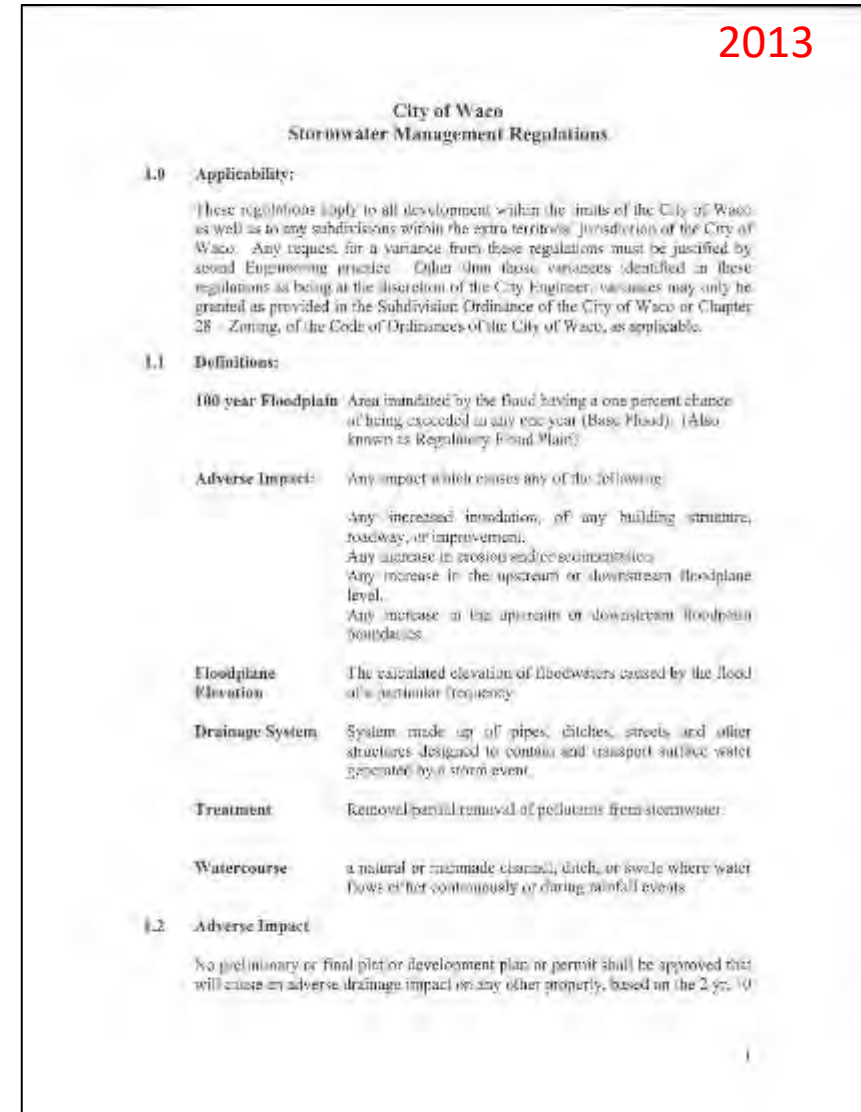 2013
City of Waco
Stormwater Management Regulations
1.0 Applicability:
These regulations apply to all development within the limits of the City of Waco
as well as to any subdivisions within the extra territorial jurisdiction of the City of
Waco. Any request for a variance from these regulations must be justified by
sound Engineering practice. Other than those variances identified in these
regulations as being at the discretion of the City Engineer, variances may only be
granted as provided in the Subdivision Ordinance of the City of Waco or Chapter
28 – Zoning, of the Code of Ordinances of the City of Waco, as applicable.
1.1 Definitions:
100 year Floodplain Area inundated by the flood having a one percent chance
of being exceeded in any one year (Base Flood). (Also
known as Regulatory Flood Plain)
Adverse Impact: Any impact which causes any of the following
Any increased inundation, of any building structure,
roadway, or improvement.
Any increase in erosion and/or sedimentation
Any increase in the upstream or downstream floodplane
level.
Any increase in the upstream or downstream floodplain
boundaries.
Floodplane The calculated elevation of floodwaters caused by the flood
Elevation of a particular frequency
Drainage System System made up of pipes, ditches, streets and other
structures designed to contain and transport surface water
generated by a storm event.
Treatment Removal/partial removal of pollutants from stormwater
Watercourse a natural or manmade channel, ditch, or swale where water
flows either continuously or during rainfall events
1.2 Adverse Impact
No preliminary or final plat or development plan or permit shall be approved that
will cause an adverse drainage impact on any other property, based on the 2 yr, 10
1